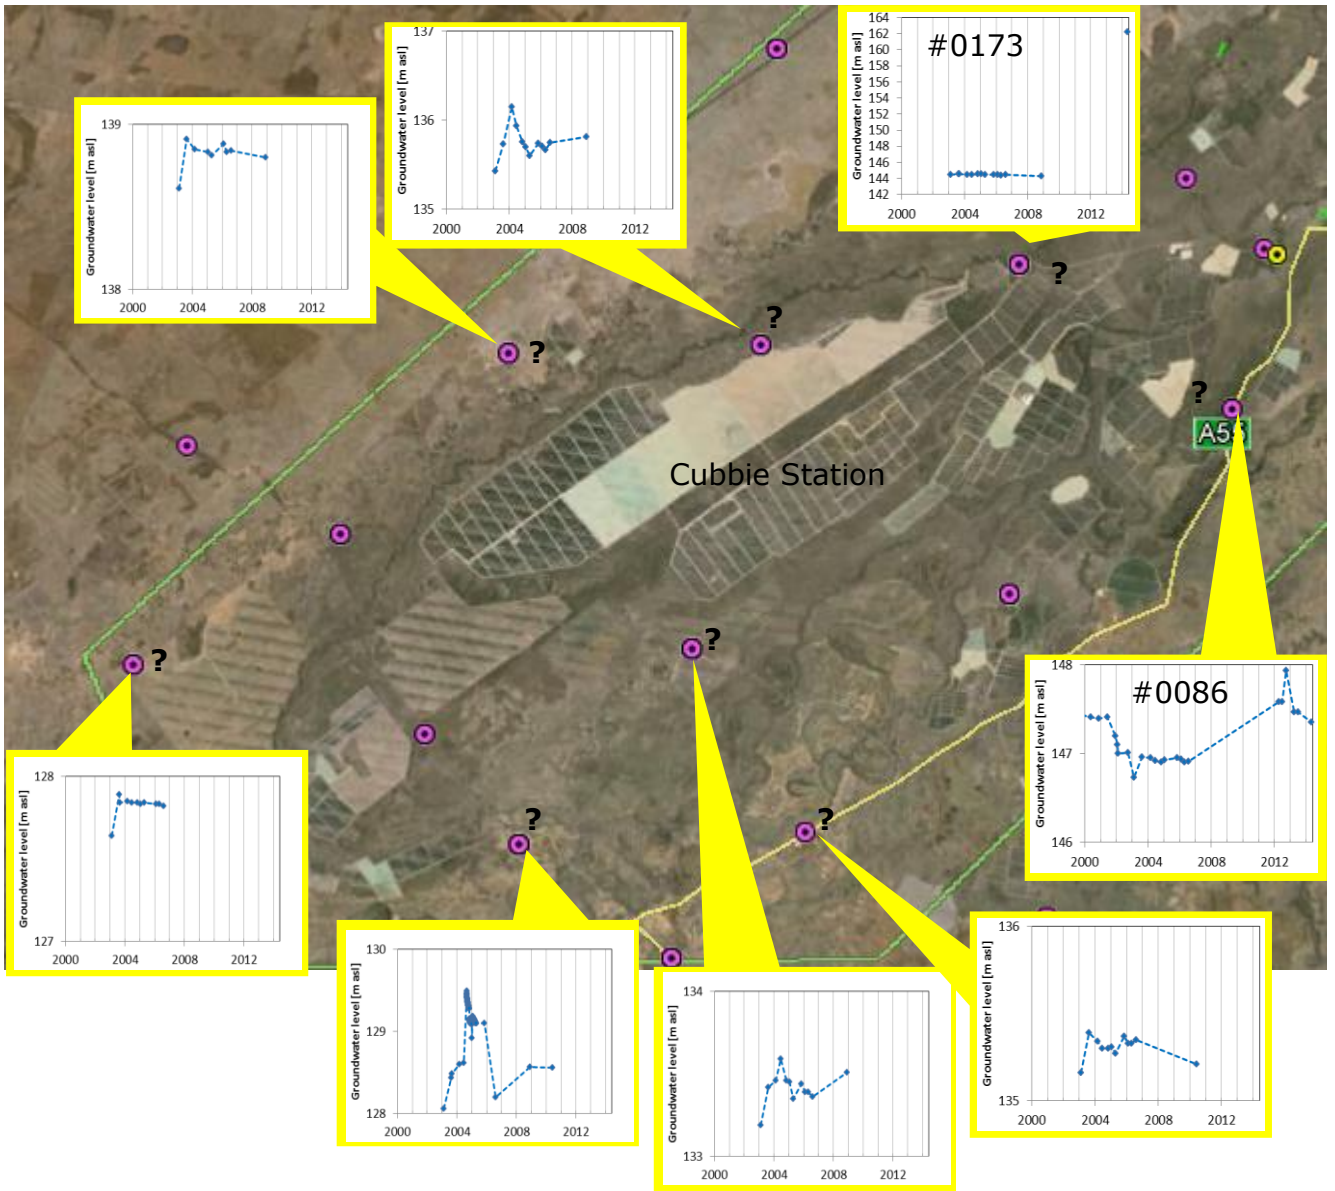 137
136
135
Groundwater level [m asl]
2000 2004 2008 2012
#0173
164
162
160
158
156
154
152
150
148
146
144
142
Groundwater level [m asl]
2000 2004 2008 2012
139
138
Groundwater level [m asl]
2000 2004 2008 2012
?
?
?
?
A55
Cubbie Station
?
?
?
?
#0086
148
147
146
Groundwater level [m asl]
2000 2004 2008 2012
128
127
Groundwater level [m asl]
2000 2004 2008 2012
130
129
128
Groundwater level [m asl]
2000 2004 2008 2012
134
133
Groundwater level [m asl]
2000 2004 2008 2012
136
135
Groundwater level [m asl]
2000 2004 2008 2012